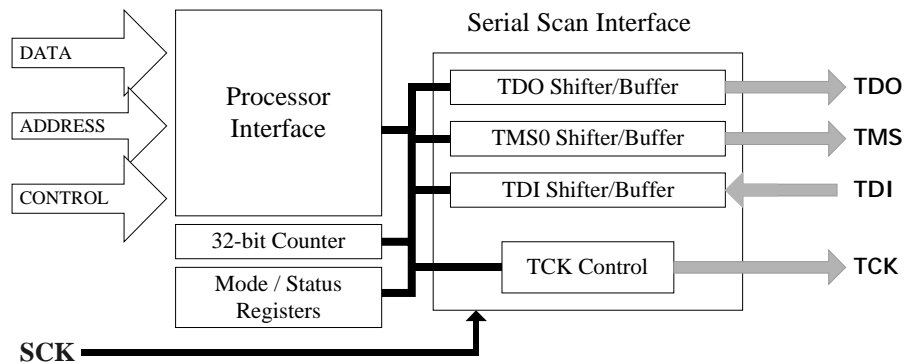 Serial Scan Interface
DATA
ADDRESS
CONTROL
Processor
Interface
32-bit Counter
Mode / Status
Registers
TDO Shifter/Buffer
TMS0 Shifter/Buffer
TDI Shifter/Buffer
TCK Control
TDO
TMS
TDI
TCK
SCK